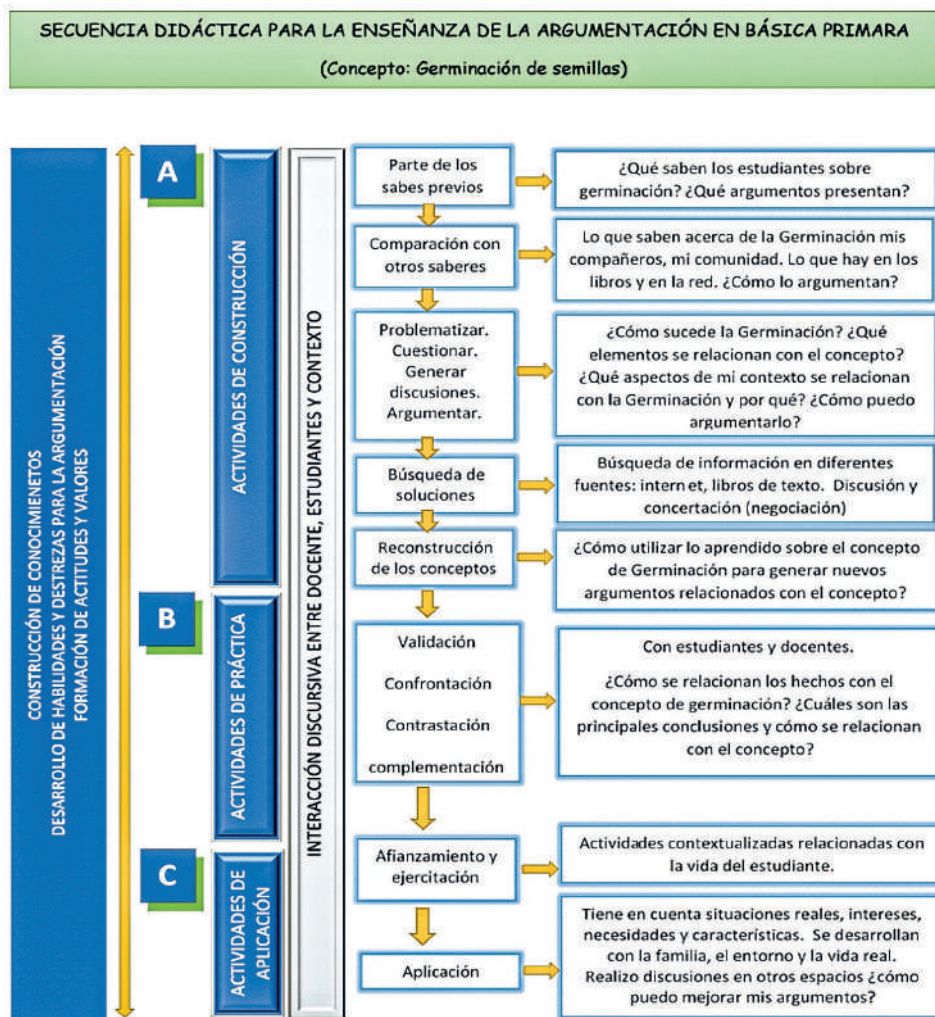 SECUENCIA DIDÁCTICA PARA LA ENSEÑANZA DE LA ARGUMENTACIÓN EN BÁSICA PRIMARA
(Concepto: Germinación de semillas)
CONSTRUCCIÓN DE CONOCIMIENETOS
DESARROLLO DE HABILIDADES Y DESTREZAS PARA LA ARGUMENTACIÓN
FORMACIÓN DE ACTITUDES Y VALORES
A
ACTIVIDADES DE CONSTRUCCIÓN
B
ACTIVIDADES DE PRÁCTICA
C
ACTIVIDADES DE
APLICACIÓN
INTERACCIÓN DISCURSIVA ENTRE DOCENTE, ESTUDIANTES Y CONTEXTO
Parte de los
sabes previos
¿Qué saben los estudiantes sobre
germinación? ¿Qué argumentos presentan?
Comparación con
otros saberes
Lo que saben acerca de la Germinación mis
compañeros, mi comunidad. Lo que hay en los
libros y en la red. ¿Cómo lo argumentan?
Problematizar.
Cuestionar.
Generar
discusiones.
Argumentar.
¿Cómo sucede la Germinación? ¿Qué
elementos se relacionan con el concepto?
¿Qué aspectos de mi contexto se relacionan
con la Germinación y por qué? ¿Cómo puedo
argumentarlo?
Búsqueda de
soluciones
Búsqueda de información en diferentes
fuentes: internet, libros de texto. Discusión y
concertación (negociación)
Reconstrucción
de los conceptos
¿Cómo utilizar lo aprendido sobre el concepto
de Germinación para generar nuevos
argumentos relacionados con el concepto?
Validación
Confrontación
Contrastación
complementación
Con estudiantes y docentes.
¿Cómo se relacionan los hechos con el
concepto de germinación? ¿Cuáles son las
principales conclusiones y cómo se relacionan
con el concepto?
Afianzamiento y
ejercitación
Actividades contextualizadas relacionadas con
la vida del estudiante.
Aplicación
Tiene en cuenta situaciones reales, intereses,
necesidades y características. Se desarrollan
con la familia, el entorno y la vida real.
Realizo discusiones en otros espacios ¿cómo
puedo mejorar mis argumentos?